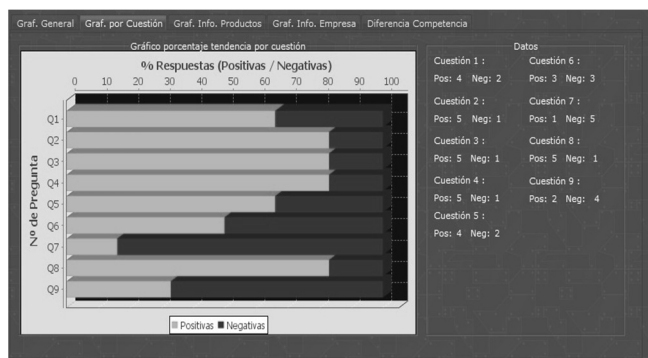 Graf. General Graf. por Cuestión Graf. Info. Productos Graf. Info. Empresa Diferencia Competencia
Gráfico porcentaje tendencia por cuestión
% Respuestas (Positivas / Negativas)
0 10 20 30 40 50 60 70 80 90 100
Nº de Pregunta
Q1
Q2
Q3
Q4
Q5
Q6
Q7
Q8
Q9
Positivas Negativas
Datos
Cuestión 1 : Cuestión 6 :
Pos: 4 Neg: 2 Pos: 3 Neg: 3
Cuestión 2 : Cuestión 7 :
Pos: 5 Neg: 1 Pos: 1 Neg: 5
Cuestión 3 : Cuestión 8 :
Pos: 5 Neg: 1 Pos: 5 Neg: 1
Cuestión 4 : Cuestión 9 :
Pos: 5 Neg: 1 Pos: 2 Neg: 4
Cuestión 5 :
Pos: 4 Neg: 2